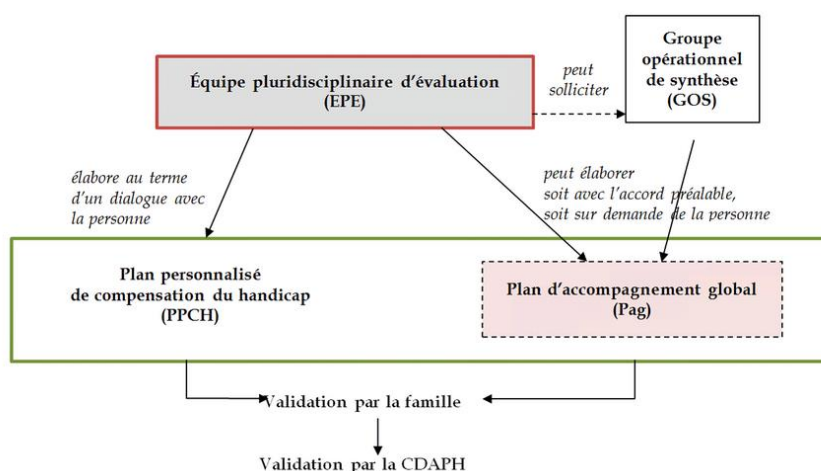 Équipe pluridisciplinaire d'évaluation
(EPE)
peut
solliciter
Groupe
opérationnel
de synthèse
(GOS)
élabore au terme
d'un dialogue avec
la personne
peut élaborer
soit avec l'accord préalable,
soit sur demande de la personne
Plan personnalisé
de compensation du handicap
(PPCH)
Plan d'accompagnement global
(Pag)
Validation par la famille
Validation par la CDAPH